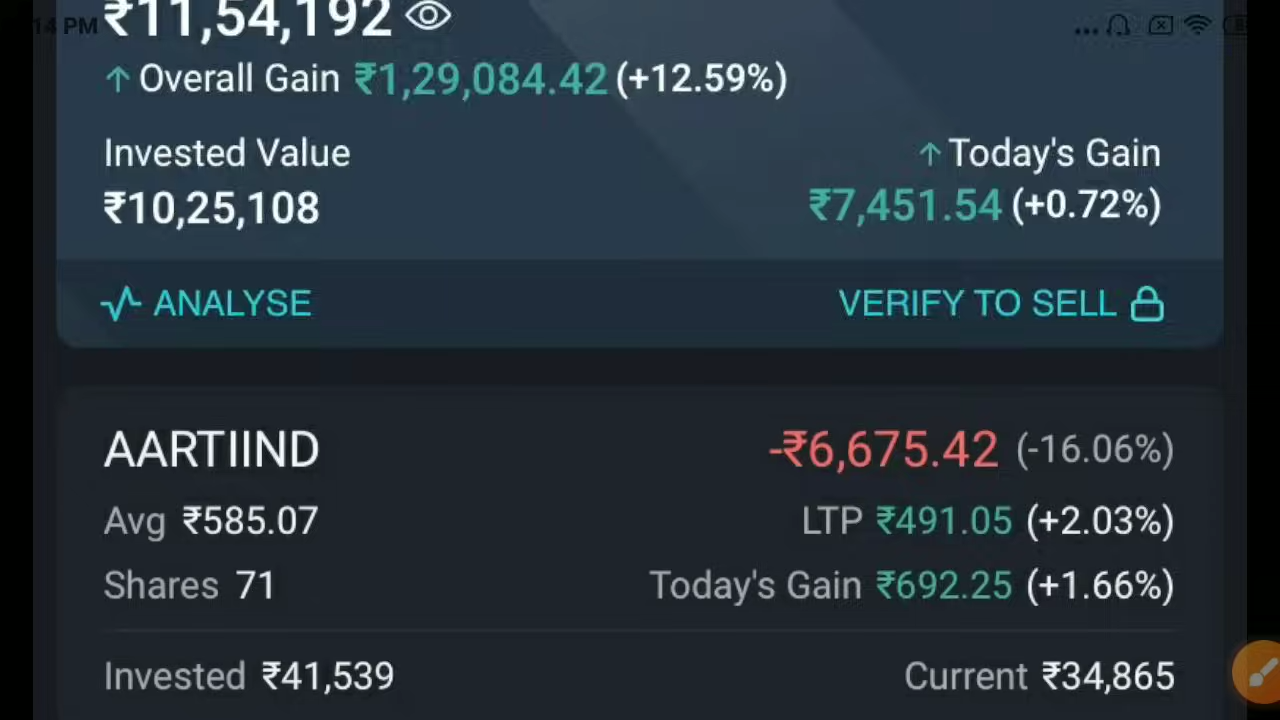 14 PM
₹11,54,192
↑ Overall Gain ₹1,29,084.42 (+12.59%)
Invested Value ↑ Today's Gain
₹10,25,108 ₹7,451.54 (+0.72%)
ANALYSE VERIFY TO SELL
AARTIIND -₹6,675.42 (-16.06%)
Avg ₹585.07 LTP ₹491.05 (+2.03%)
Shares 71 Today's Gain ₹692.25 (+1.66%)
Invested ₹41,539 Current ₹34,865